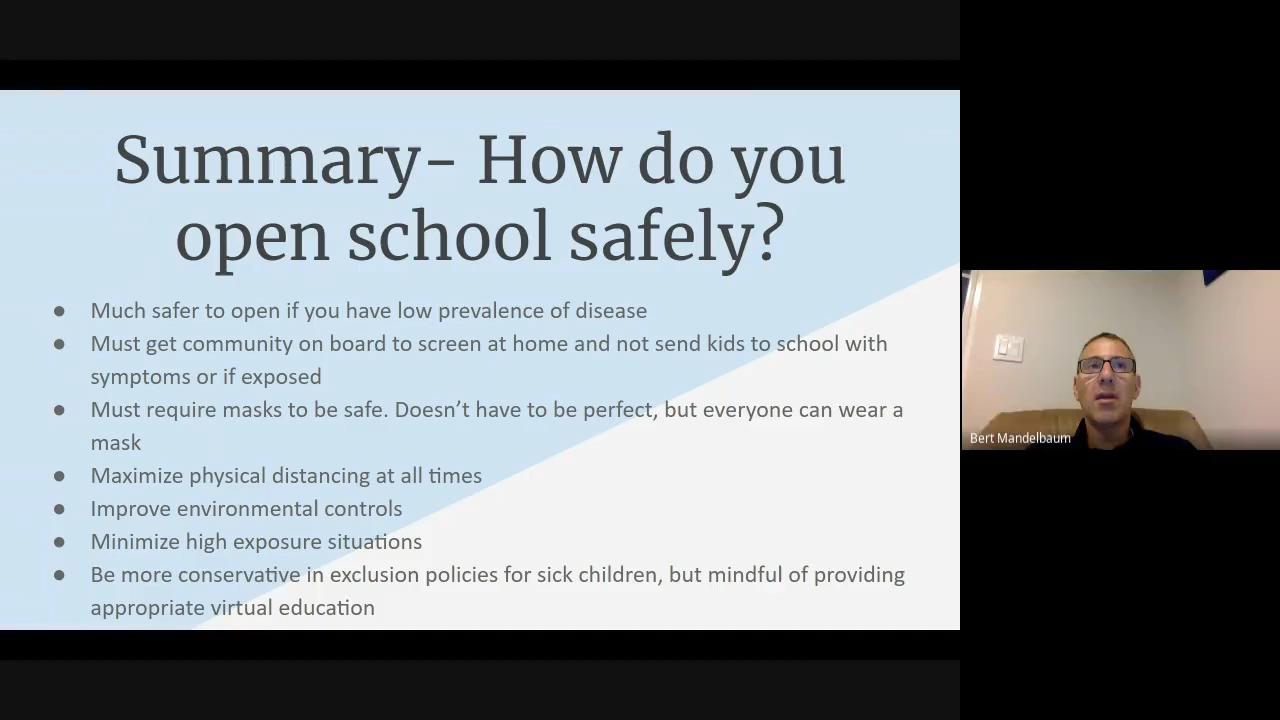 Summary- How do you
open school safely?
● Much safer to open if you have low prevalence of disease
● Must get community on board to screen at home and not send kids to school with
symptoms or if exposed
● Must require masks to be safe. Doesn’t have to be perfect, but everyone can wear a
mask
● Maximize physical distancing at all times
● Improve environmental controls
● Minimize high exposure situations
● Be more conservative in exclusion policies for sick children, but mindful of providing
appropriate virtual education
Bert Mandelbaum